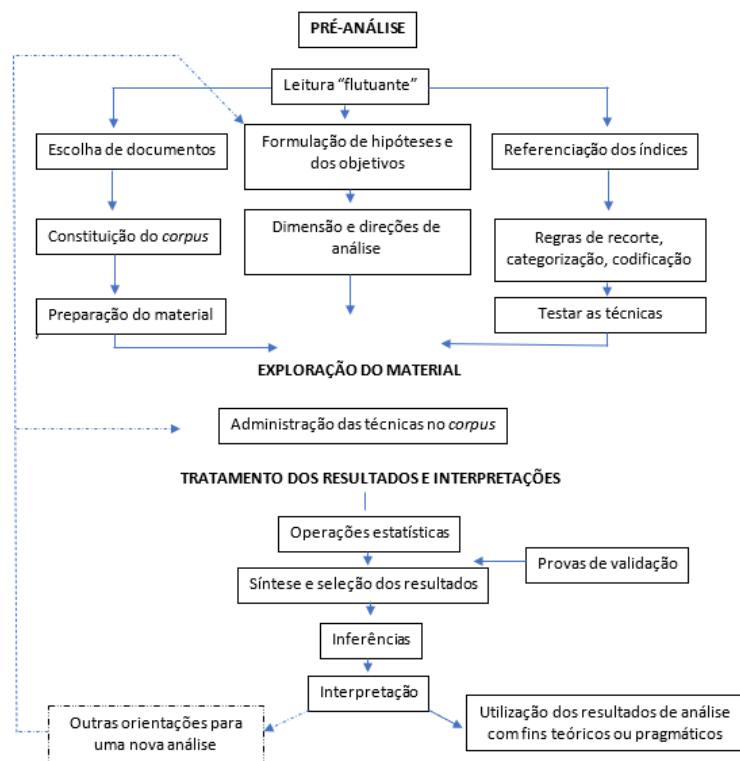 PRÉ-ANÁLISE
Leitura “flutuante”
Escolha de documentos
Formulação de hipóteses e
dos objetivos
Referenciação dos índices
Constituição do corpus
Dimensão e direções de
análise
Regras de recorte,
categorização, codificação
Preparação do material
Testar as técnicas
EXPLORAÇÃO DO MATERIAL
Administração das técnicas no corpus
TRATAMENTO DOS RESULTADOS E INTERPRETAÇÕES
Operações estatísticas
Provas de validação
Síntese e seleção dos resultados
Inferências
Interpretação
Outras orientações para
uma nova análise
Utilização dos resultados de análise
com fins teóricos ou pragmáticos